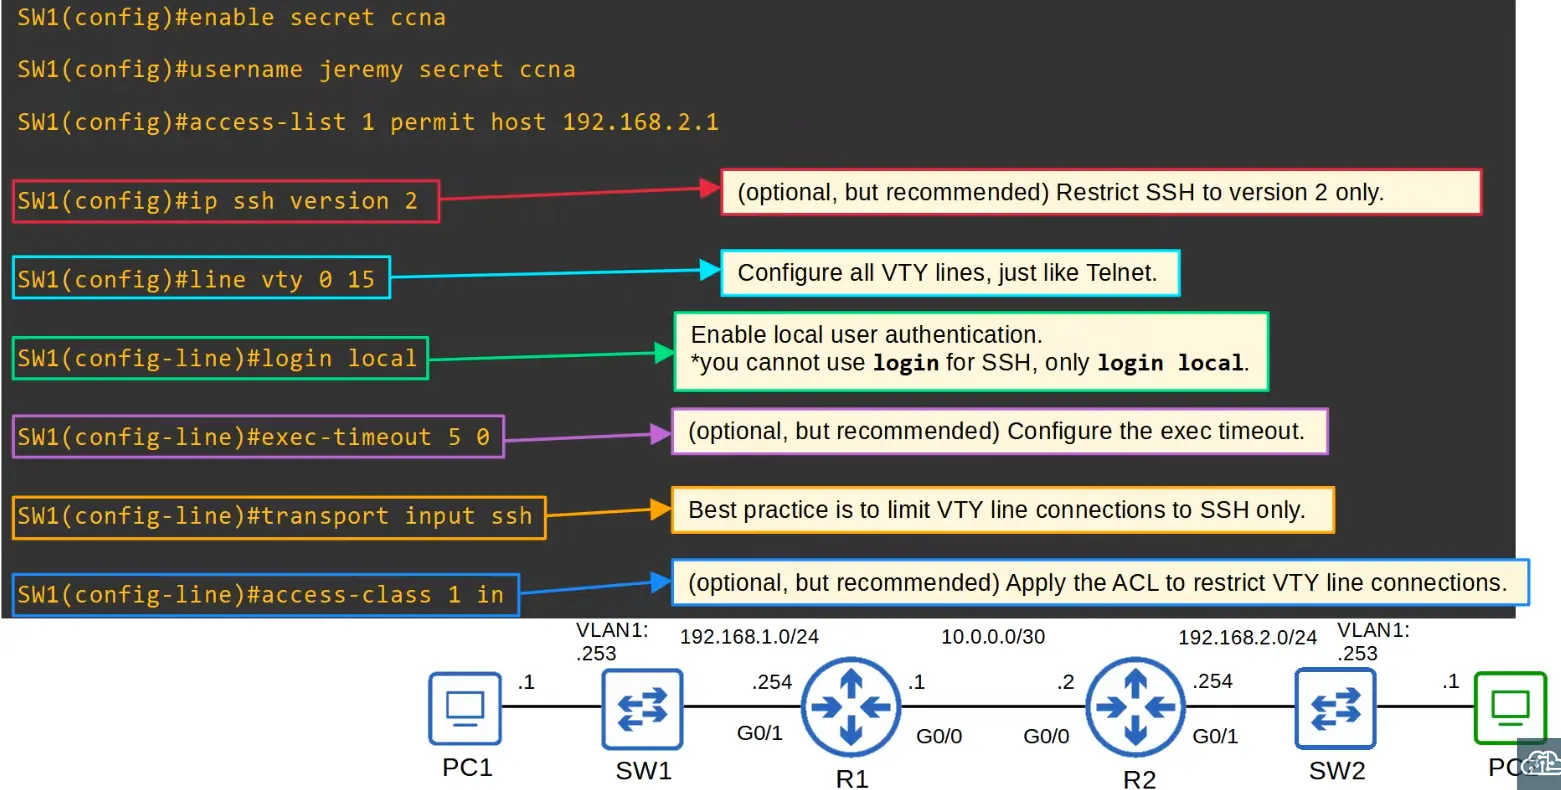 SW1(config)#enable secret ccna
SW1(config)#username jeremy secret ccna
SW1(config)#access-list 1 permit host 192.168.2.1
SW1(config)#ip ssh version 2
(optional, but recommended) Restrict SSH to version 2 only.
SW1(config)#line vty 0 15
Configure all VTY lines, just like Telnet.
SW1(config-line)#login local
Enable local user authentication.
*you cannot use login for SSH, only login local.
SW1(config-line)#exec-timeout 5 0
(optional, but recommended) Configure the exec timeout.
SW1(config-line)#transport input ssh
Best practice is to limit VTY line connections to SSH only.
SW1(config-line)#access-class 1 in
(optional, but recommended) Apply the ACL to restrict VTY line connections.
VLAN1:
.253
192.168.1.0/24
10.0.0.0/30
192.168.2.0/24
VLAN1:
.253
.1
.254
.1
.2
.254
.1
G0/1
G0/0
G0/0
G0/1
PC1
SW1
R1
R2
SW2